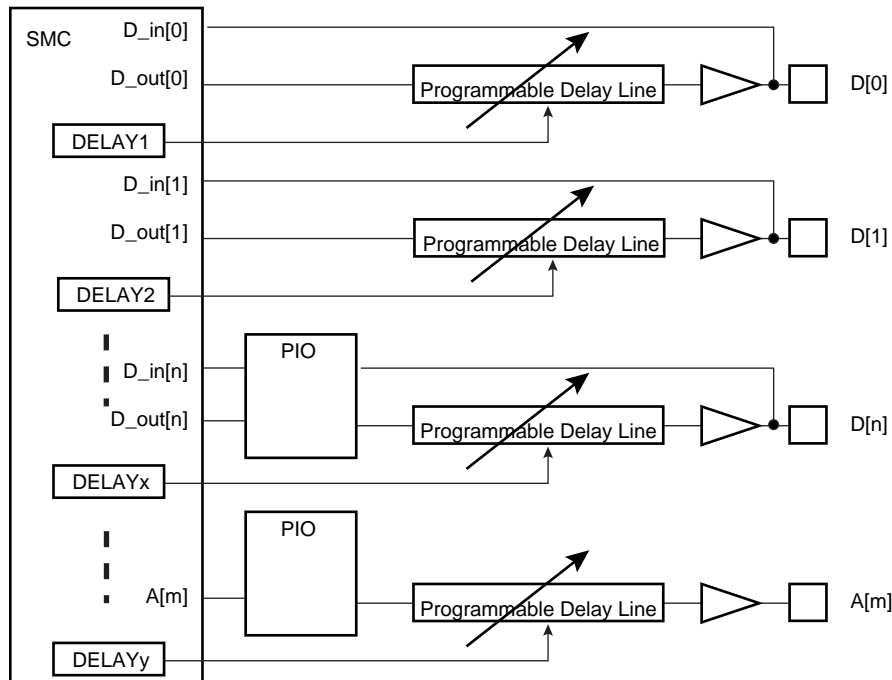 SMC
D_in[0]
D_out[0]
Programmable Delay Line
D[0]
DELAY1
D_in[1]
D_out[1]
Programmable Delay Line
D[1]
DELAY2
PIO
D_in[n]
D_out[n]
Programmable Delay Line
D[n]
DELAYx
PIO
A[m]
Programmable Delay Line
A[m]
DELAYy